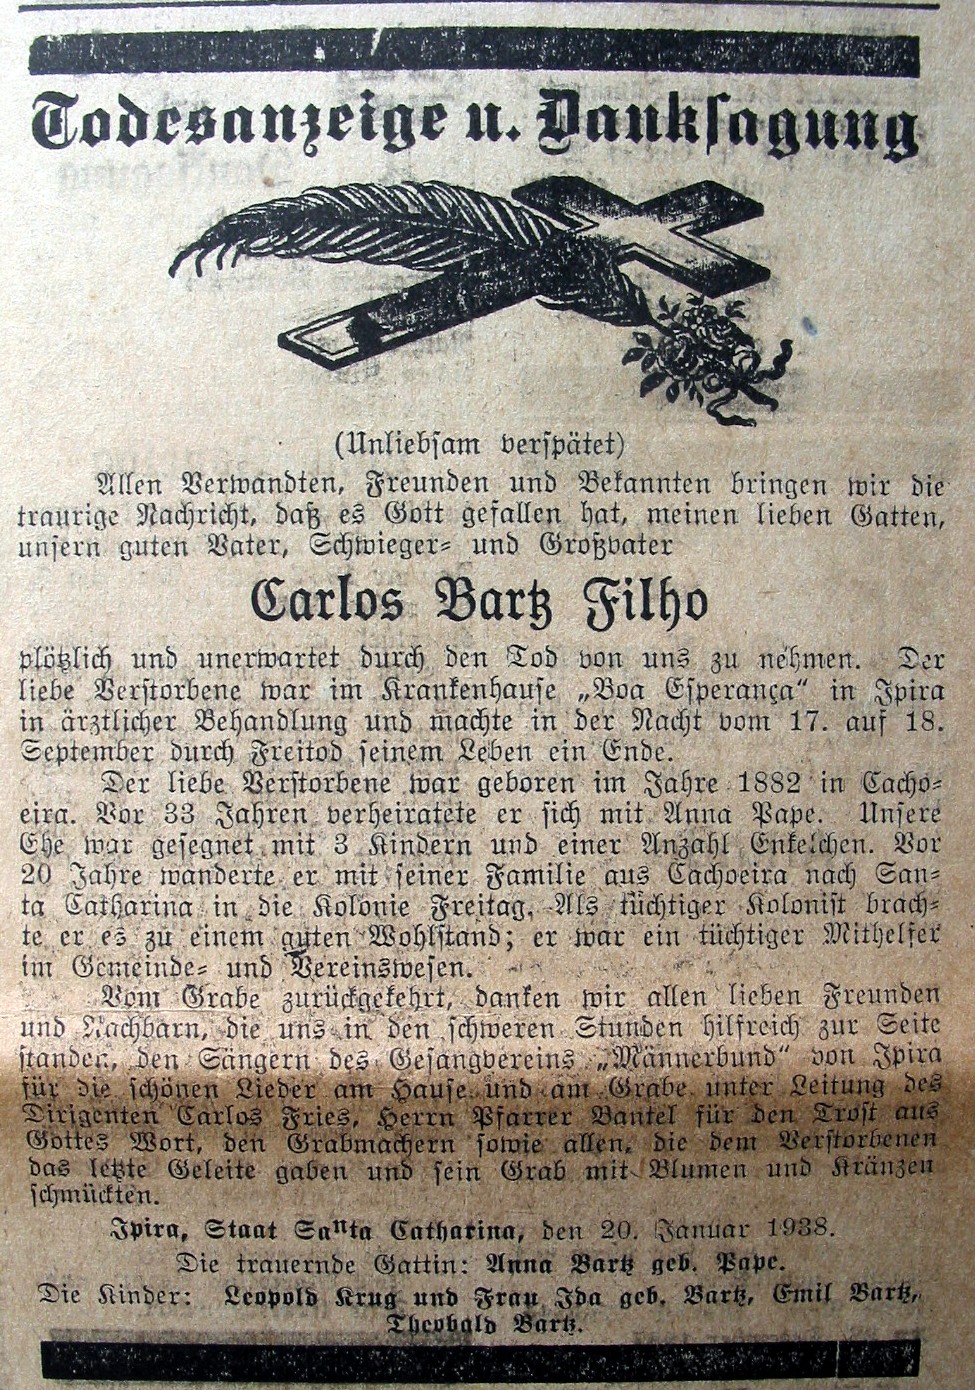 Todesanzeige u. Danksagung
(Unliebsam verspätet)
Allen Verwandten, Freunden und Bekannten bringen wir die
traurige Nachricht, daß es Gott gefallen hat, meinen lieben Gatten,
unsern guten Vater, Schwieger- und Großvater
Carlos Bartz Filho
plötzlich und unerwartet durch den Tod von uns zu nehmen. Der
liebe Verstorbene war im Krankenhause „Boa Esperança“ in Ipira
in ärztlicher Behandlung und machte in der Nacht vom 17. auf 18.
September durch Freitod seinem Leben ein Ende.
Der liebe Verstorbene war geboren im Jahre 1882 in Cacho-
eira. Vor 33 Jahren verheiratete er sich mit Anna Pape. Unsere
Ehe war gesegnet mit 3 Kindern und einer Anzahl Enkelchen. Vor
20 Jahre wanderte er mit seiner Familie aus Cachoeira nach San-
ta Catharina in die Kolonie Freitag. Als tüchtiger Kolonist brach-
te er es zu einem guten Wohlstand; er war ein tüchtiger Mithelfer
im Gemeinde- und Vereinswesen.
Vom Grabe zurückgekehrt, danken wir allen lieben Freunden
und Nachbarn, die uns in den schweren Stunden hilfreich zur Seite
standen, den Sängern des Gesangvereins „Männerbund“ von Ipira
für die schönen Lieder am Hause und am Grabe unter Leitung des
Dirigenten Carlos Fries, Herrn Pfarrer Bantel für den Trost aus
Gottes Wort, den Grabmachern sowie allen, die dem Verstorbenen
das letzte Geleite gaben und sein Grab mit Blumen und Kränzen
schmückten.
Ipira, Staat Santa Catharina, den 20. Januar 1938.
Die trauernde Gattin: Anna Bartz geb. Pape.
Die Kinder: Leopold Krug und Frau Ida geb. Bartz, Emil Bartz,
Theobald Bartz.